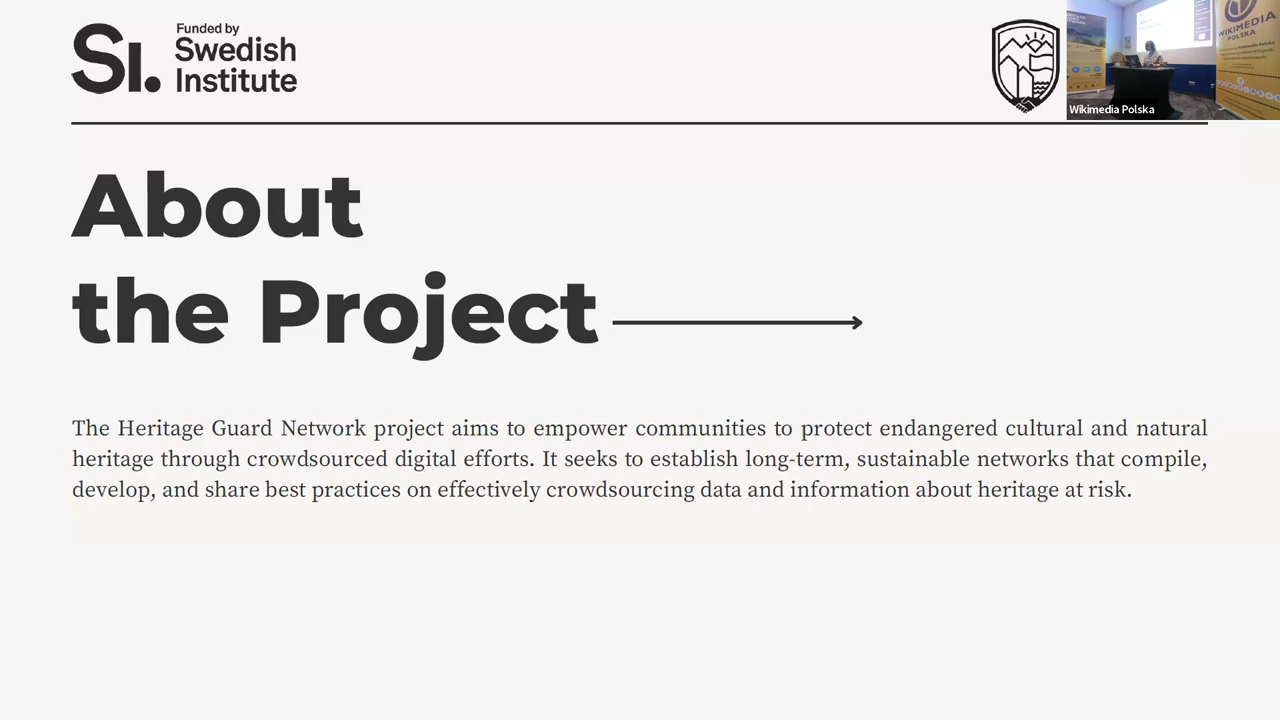 SI.
Funded by
Swedish
Institute
WIKIMEDIA
POLSKA
Wikimedia Polska
About
the Project
The Heritage Guard Network project aims to empower communities to protect endangered cultural and natural
heritage through crowdsourced digital efforts. It seeks to establish long-term, sustainable networks that compile,
develop, and share best practices on effectively crowdsourcing data and information about heritage at risk.